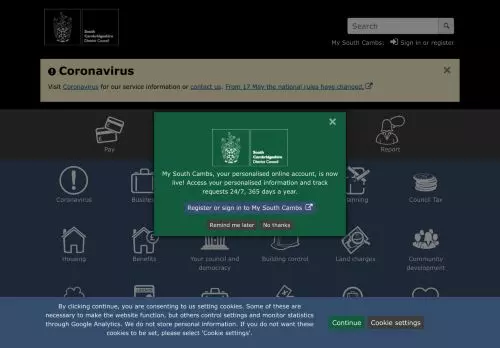 South
Cambridgeshire
District Council
Search
My South Cambs: Sign in or register
Coronavirus
Visit Coronavirus for our service information or contact us. From 17 May the national rules have changed.
Pay
Report
South
Cambridgeshire
District Council
My South Cambs, your personalised online account, is now
live! Access your personalised information and track
requests 24/7, 365 days a year.
Register or sign in to My South Cambs
Remind me later No thanks
Coronavirus
Council Tax
Housing
Benefits
Your council and
democracy
Building control
Land charges
Community
development
By clicking continue, you are consenting to us setting cookies. Some of these are
necessary to make the website function, but others control settings and monitor statistics
through Google Analytics. We do not store personal information. If you do not want these
cookies to be set, please select 'Cookie settings'.
Continue Cookie settings